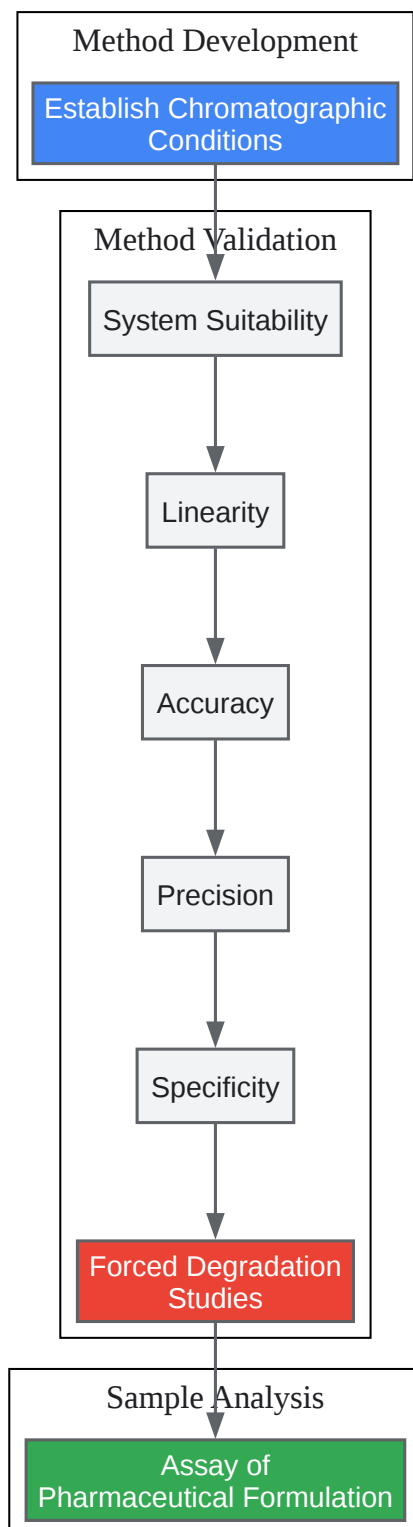 Method Development
Establish Chromatographic
Conditions
Method Validation
System Suitability
Linearity
Accuracy
Precision
Specificity
Forced Degradation
Studies
Sample Analysis
Assay of
Pharmaceutical Formulation